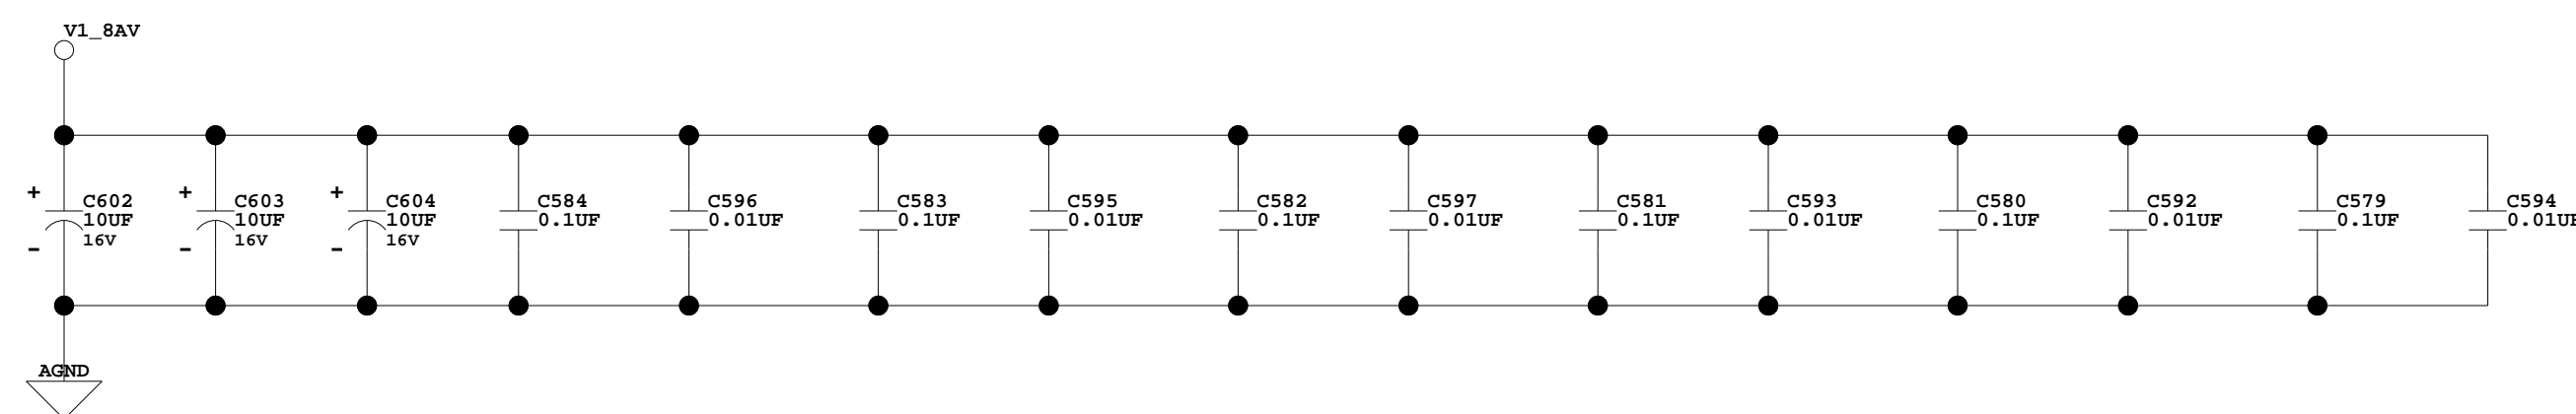 V1_8AV
+
C602
10UF
16V
-
+
C603
10UF
16V
-
+
C604
10UF
16V
-
C584
0.1UF
C596
0.01UF
C583
0.1UF
C595
0.01UF
C582
0.1UF
C597
0.01UF
C581
0.1UF
C593
0.01UF
C580
0.1UF
C592
0.01UF
C579
0.1UF
C594
0.01UF
AGND